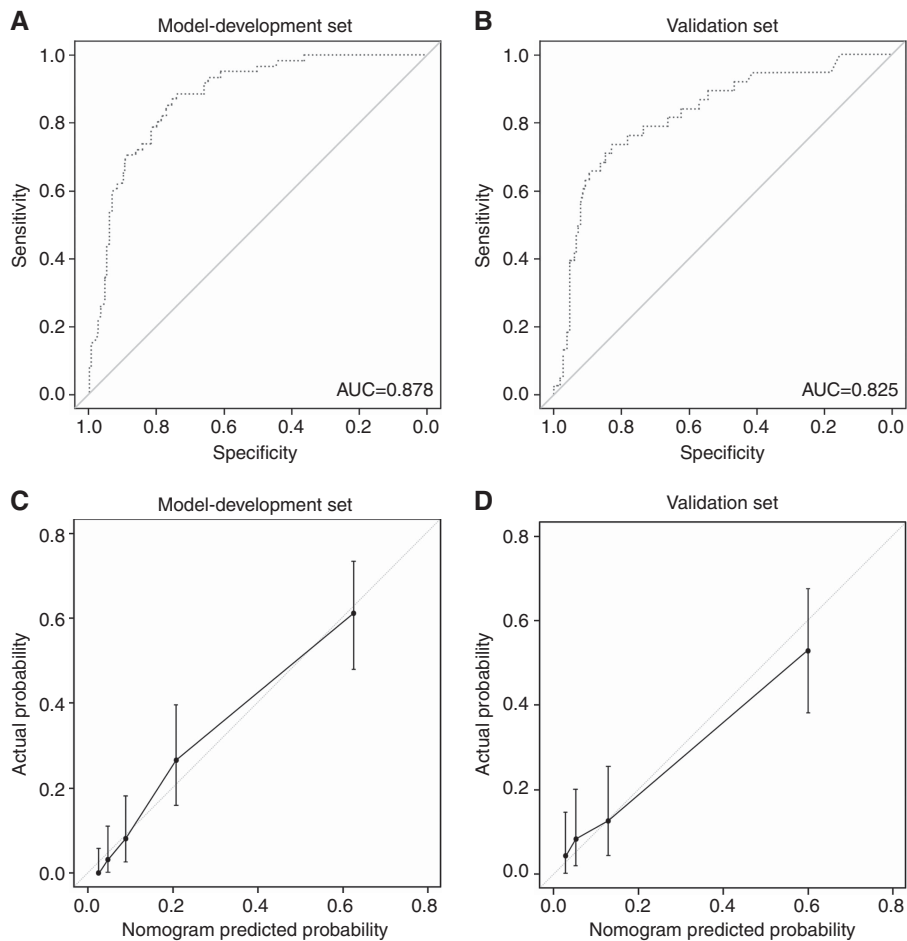 A
Model-development set
1.0
0.8
0.6
0.4
0.2
0.0
Sensitivity
AUC=0.878
1.0 0.8 0.6 0.4 0.2 0.0
Specificity
B
Validation set
1.0
0.8
0.6
0.4
0.2
0.0
Sensitivity
AUC=0.825
1.0 0.8 0.6 0.4 0.2 0.0
Specificity
C
Model-development set
0.8
0.6
0.4
0.2
0.0
Actual probability
0.0 0.2 0.4 0.6 0.8
Nomogram predicted probability
D
Validation set
0.8
0.6
0.4
0.2
0.0
Actual probability
0.0 0.2 0.4 0.6 0.8
Nomogram predicted probability